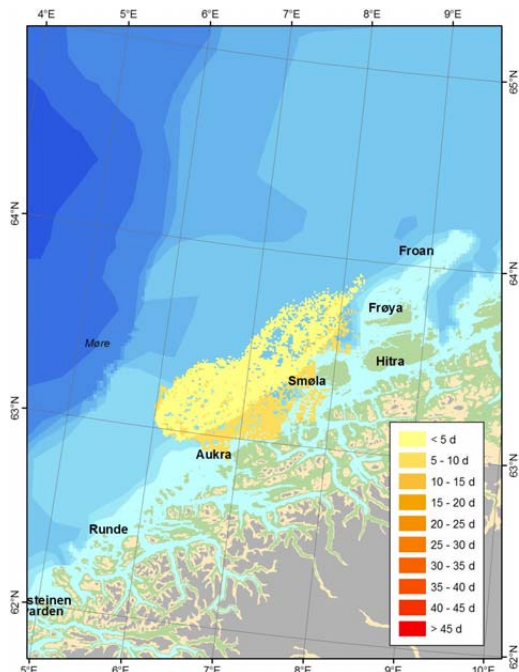 4°E 5°E 6°E 7°E 8°E 9°E
65°N
64°N
64°N
Froan
Frøya
Møre
Hitra
Smøla
63°N
63°N
Aukra
< 5 d
5 - 10 d
10 - 15 d
15 - 20 d
20 - 25 d
25 - 30 d
30 - 35 d
35 - 40 d
40 - 45 d
> 45 d
Runde
62°N
steinen
arden
62°N
5°E 6°E 7°E 8°E 9°E 10°E